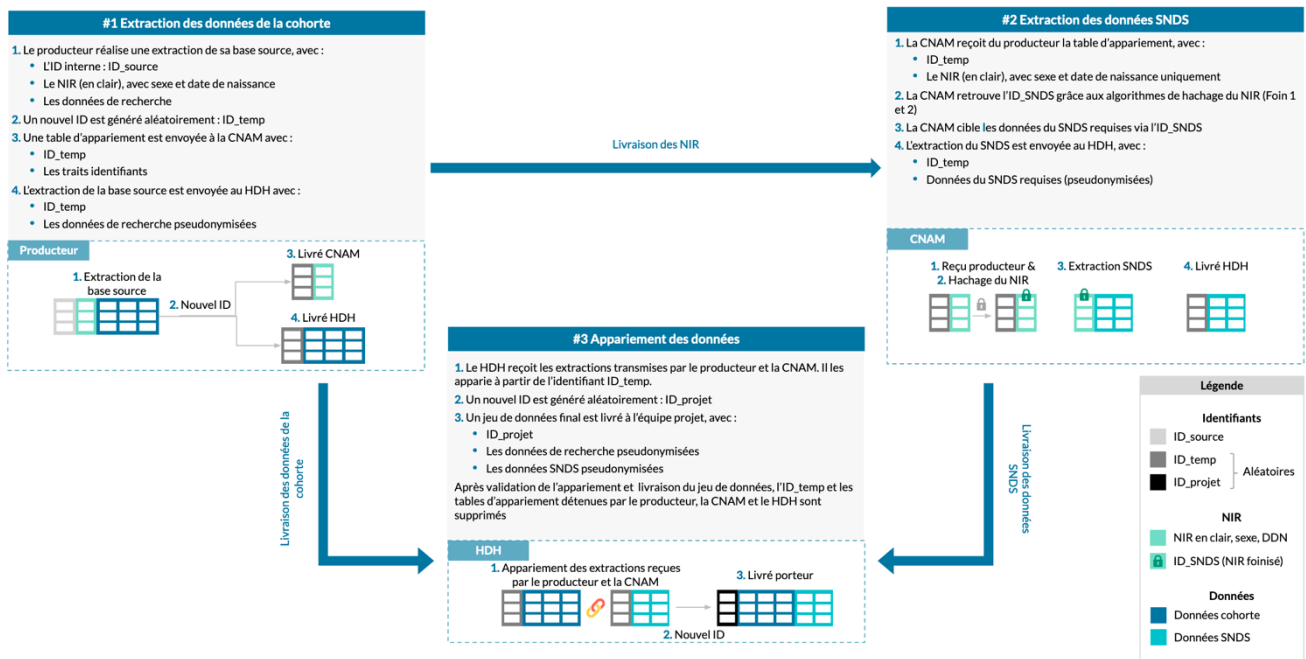 #1 Extraction des données de la cohorte
1. Le producteur réalise une extraction de sa base source, avec :
• L'ID interne : ID_source
• Le NIR (en clair), avec sexe et date de naissance
• Les données de recherche
2. Un nouvel ID est généré aléatoirement : ID_temp
3. Une table d'appariement est envoyée à la CNAM avec :
• ID_temp
• Les traits identifiants
4. L'extraction de la base source est envoyée au HDH avec :
• ID_temp
• Les données de recherche pseudonymisées
Producteur
1. Extraction de la
base source
2. Nouvel ID
3. Livré CNAM
4. Livré HDH
Livraison des NIR
#2 Extraction des données SNDS
1. La CNAM reçoit du producteur la table d'appariement, avec :
• ID_temp
• Le NIR (en clair), avec sexe et date de naissance uniquement
2. La CNAM retrouve l'ID_SNDS grâce aux algorithmes de hachage du NIR (Foin 1
et 2)
3. La CNAM cible les données du SNDS requises via l'ID_SNDS
4. L'extraction du SNDS est envoyée au HDH, avec :
• ID_temp
• Données du SNDS requises (pseudonymisées)
CNAM
1. Reçu producteur &
2. Hachage du NIR
3. Extraction SNDS
4. Livré HDH
Livraison des données de la
cohorte
#3 Appariement des données
1. Le HDH reçoit les extractions transmises par le producteur et la CNAM. Il les
apparie à partir de l'identifiant ID_temp.
2. Un nouvel ID est généré aléatoirement : ID_projet
3. Un jeu de données final est livré à l'équipe projet, avec :
• ID_projet
• Les données de recherche pseudonymisées
• Les données SNDS pseudonymisées
Après validation de l'appariement et livraison du jeu de données, l'ID_temp et les
tables d'appariement détenues par le producteur, la CNAM et le HDH sont
supprimés
HDH
1. Appariement des extractions reçues
par le producteur et la CNAM
3. Livré porteur
2. Nouvel ID
Livraison des données
SNDS
Légende
Identifiants
ID_source
ID_temp
ID_projet
Aléatoires
NIR
NIR en clair, sexe, DDN
ID_SNDS (NIR foinisé)
Données
Données cohorte
Données SNDS